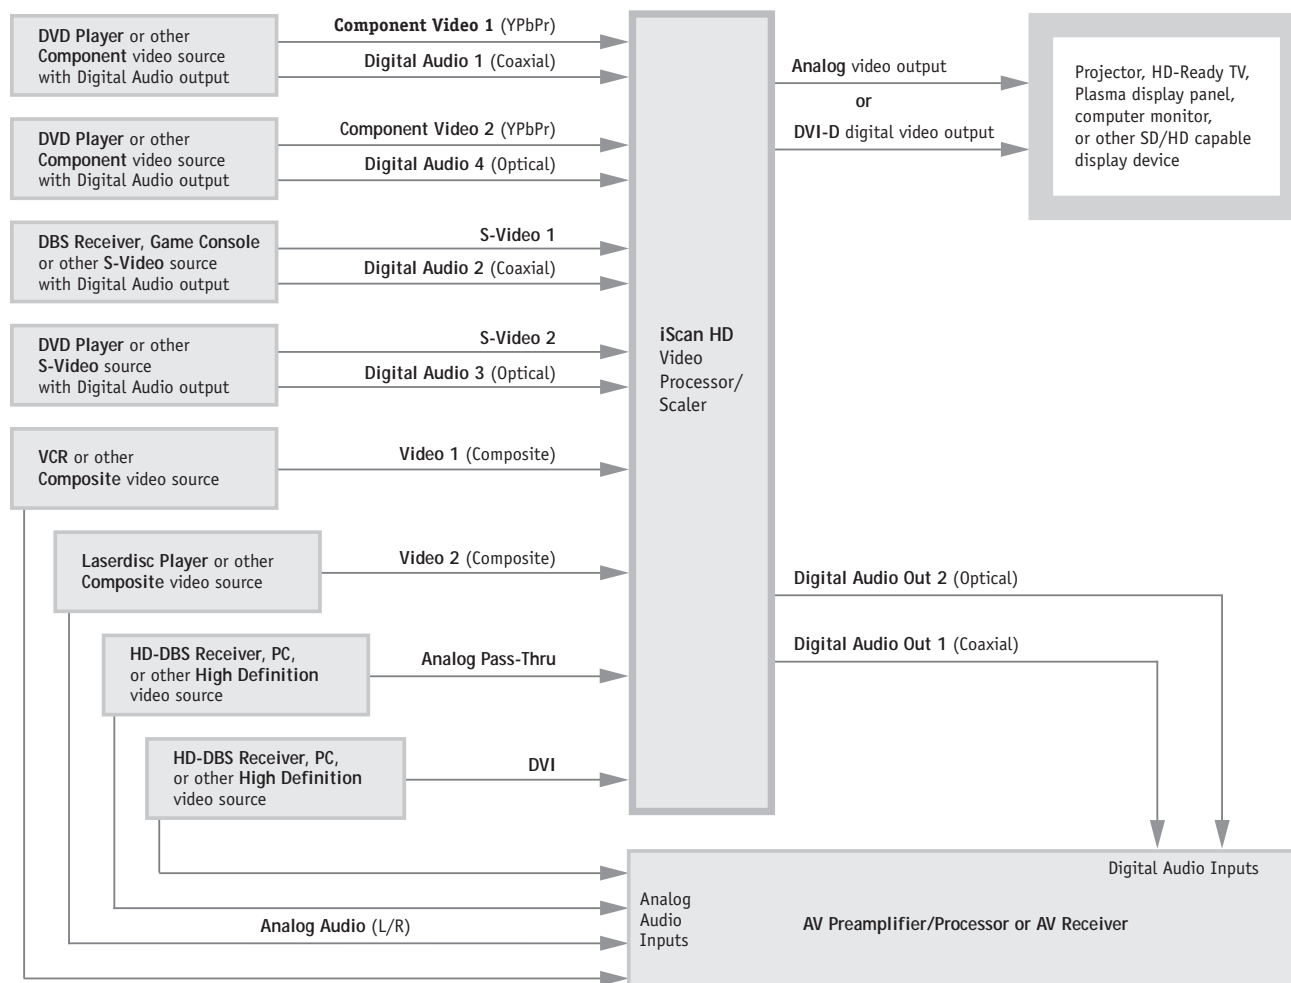 DVD Player or other
Component video source
with Digital Audio output
Component Video 1 (YPbPr)
Digital Audio 1 (Coaxial)
DVD Player or other
Component video source
with Digital Audio output
Component Video 2 (YPbPr)
Digital Audio 4 (Optical)
DBS Receiver, Game Console
or other S-Video source
with Digital Audio output
S-Video 1
Digital Audio 2 (Coaxial)
DVD Player or other
S-Video source
with Digital Audio output
S-Video 2
Digital Audio 3 (Optical)
VCR or other
Composite video source
Video 1 (Composite)
Laserdisc Player or other
Composite video source
Video 2 (Composite)
HD-DBS Receiver, PC,
or other High Definition
video source
Analog Pass-Thru
HD-DBS Receiver, PC,
or other High Definition
video source
DVI
iScan HD
Video
Processor/
Scaler
Analog video output
or
DVI-D digital video output
Projector, HD-Ready TV,
Plasma display panel,
computer monitor,
or other SD/HD capable
display device
Digital Audio Out 2 (Optical)
Digital Audio Out 1 (Coaxial)
Digital Audio Inputs
Analog Audio (L/R)
Analog
Audio
Inputs
AV Preamplifier/Processor or AV Receiver